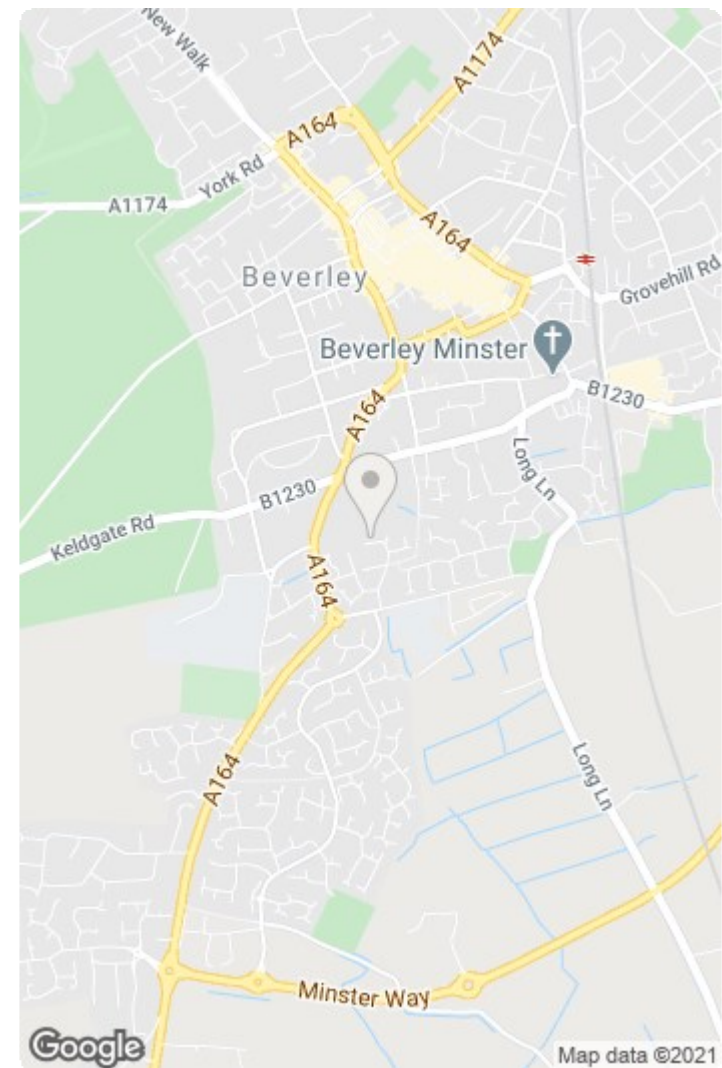 New Walk
A1174
A164
York Rd
A1174
A164
Grovehill Rd
Beverley
Beverley Minster
B1230
A164
Long Ln
B1230
Keldgate Rd
A164
A164
Long Ln
Minster Way
Google
Map data ©2021